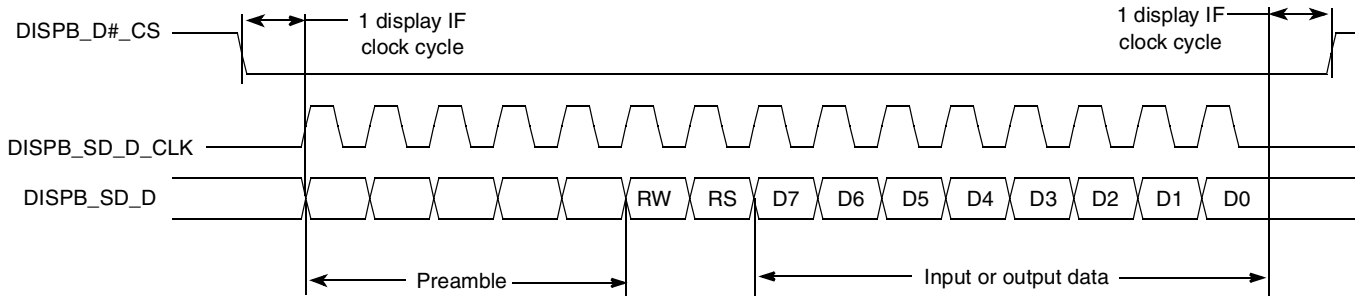 DISPB_D#_CS
1 display IF
clock cycle
1 display IF
clock cycle
DISPB_SD_D_CLK
DISPB_SD_D
RW RS D7 D6 D5 D4 D3 D2 D1 D0
Preamble
Input or output data